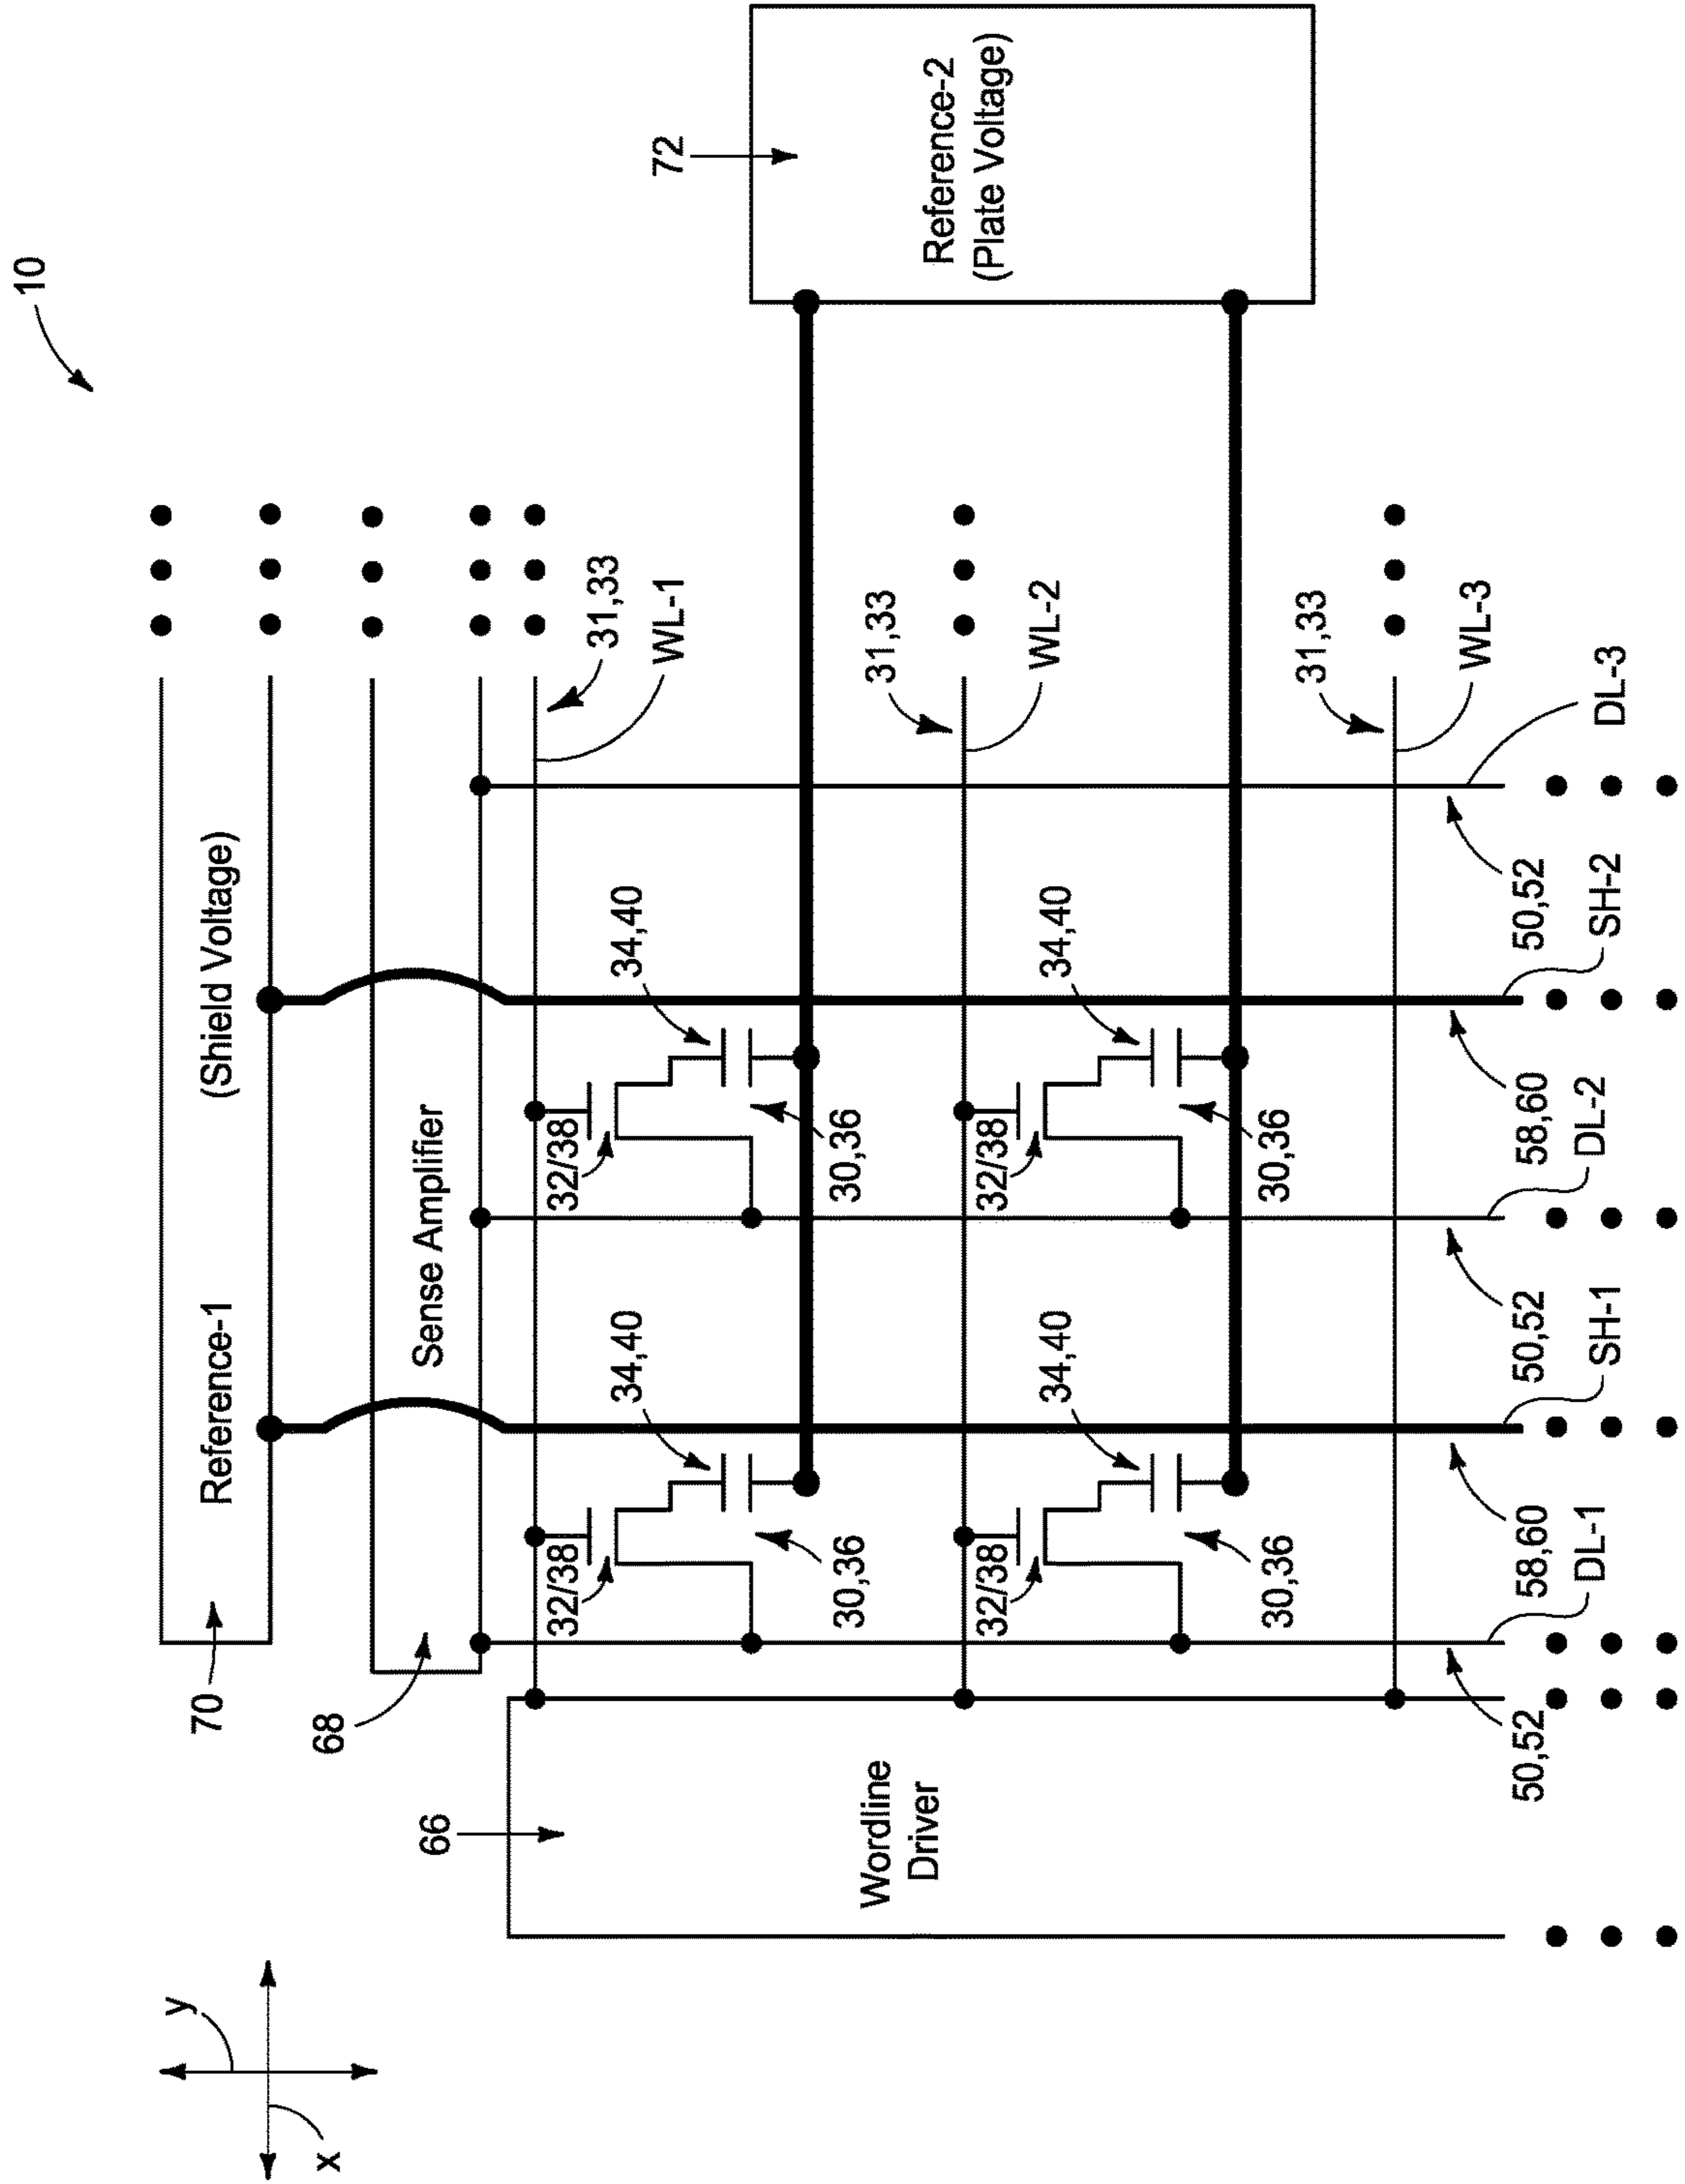 10
y
x
70
Reference-1
(Shield Voltage)
68
Sense Amplifier
66
Wordline
Driver
72
Reference-2
(Plate Voltage)
31,33
WL-1
32/38
34,40
30,36
32/38
34,40
30,36
31,33
WL-2
32/38
34,40
30,36
32/38
34,40
30,36
31,33
WL-3
50,52
DL-1
58,60
SH-1
50,52
DL-2
58,60
SH-2
50,52
DL-3